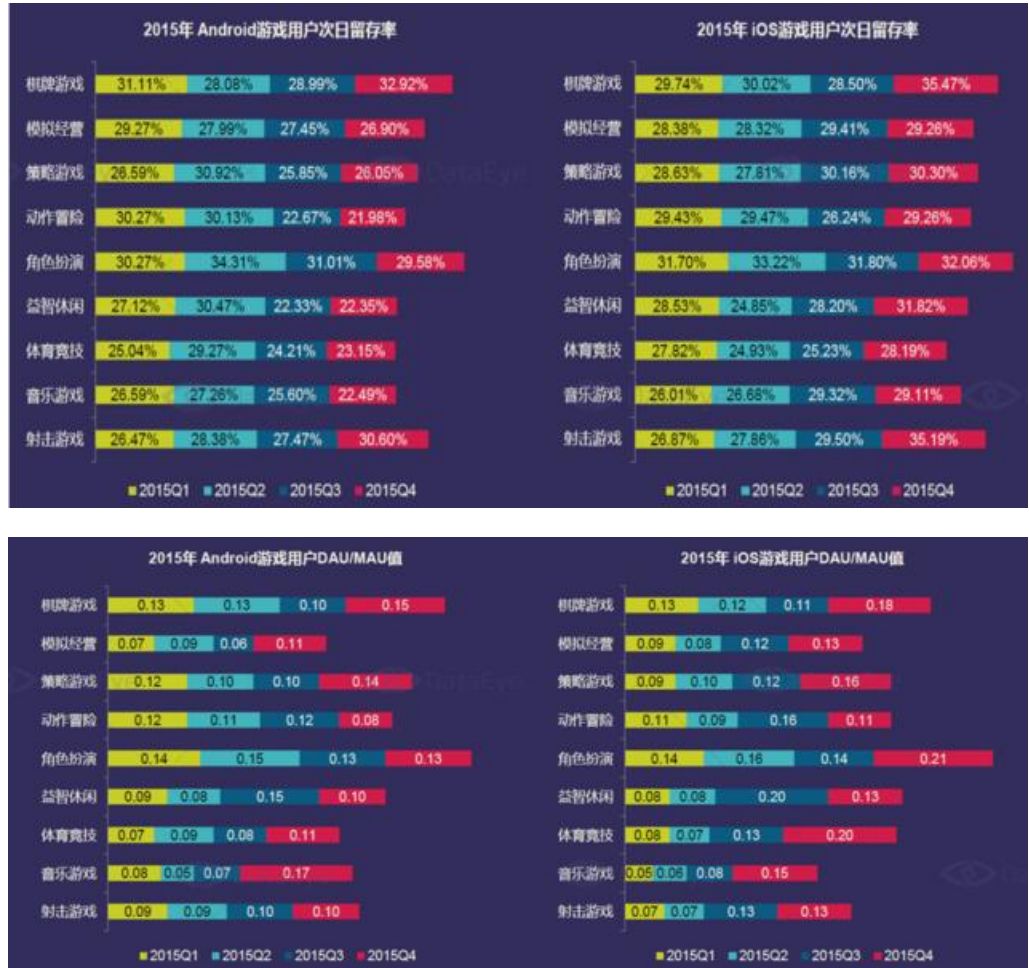 2015年 Android游戏用户次日留存率
棋牌游戏 31.11% 28.08% 28.99% 32.92%
模拟经营 29.27% 27.99% 27.45% 26.90%
策略游戏 26.59% 30.92% 25.85% 26.05%
动作冒险 30.27% 30.13% 22.67% 21.98%
角色扮演 30.27% 34.31% 31.01% 29.58%
益智休闲 27.12% 30.47% 22.33% 22.35%
体育竞技 25.04% 29.27% 24.21% 23.15%
音乐游戏 26.59% 27.26% 25.60% 22.49%
射击游戏 26.47% 28.38% 27.47% 30.60%
2015Q1 2015Q2 2015Q3 2015Q4
DataEye
2015年 iOS游戏用户次日留存率
棋牌游戏 29.74% 30.02% 28.50% 35.47%
模拟经营 28.38% 28.32% 29.41% 29.26%
策略游戏 28.63% 27.81% 30.16% 30.30%
动作冒险 29.43% 29.47% 26.24% 29.26%
角色扮演 31.70% 33.22% 31.80% 32.06%
益智休闲 28.53% 24.85% 28.20% 31.82%
体育竞技 27.82% 24.93% 25.23% 28.19%
音乐游戏 26.01% 26.68% 29.32% 29.11%
射击游戏 26.87% 27.86% 29.50% 35.19%
2015Q1 2015Q2 2015Q3 2015Q4
2015年 Android游戏用户DAU/MAU值
棋牌游戏 0.13 0.13 0.10 0.15
模拟经营 0.07 0.09 0.06 0.11
策略游戏 0.12 0.10 0.10 0.14
动作冒险 0.12 0.11 0.12 0.08
角色扮演 0.14 0.15 0.13 0.13
益智休闲 0.09 0.08 0.15 0.10
体育竞技 0.07 0.09 0.08 0.11
音乐游戏 0.08 0.05 0.07 0.17
射击游戏 0.09 0.09 0.10 0.10
2015Q1 2015Q2 2015Q3 2015Q4
DataEye
2015年 iOS游戏用户DAU/MAU值
棋牌游戏 0.13 0.12 0.11 0.18
模拟经营 0.09 0.08 0.12 0.13
策略游戏 0.09 0.10 0.12 0.16
动作冒险 0.11 0.09 0.16 0.11
角色扮演 0.14 0.16 0.14 0.21
益智休闲 0.08 0.08 0.20 0.13
体育竞技 0.08 0.07 0.13 0.20
音乐游戏 0.05 0.06 0.08 0.15
射击游戏 0.07 0.07 0.13 0.13
2015Q1 2015Q2 2015Q3 2015Q4